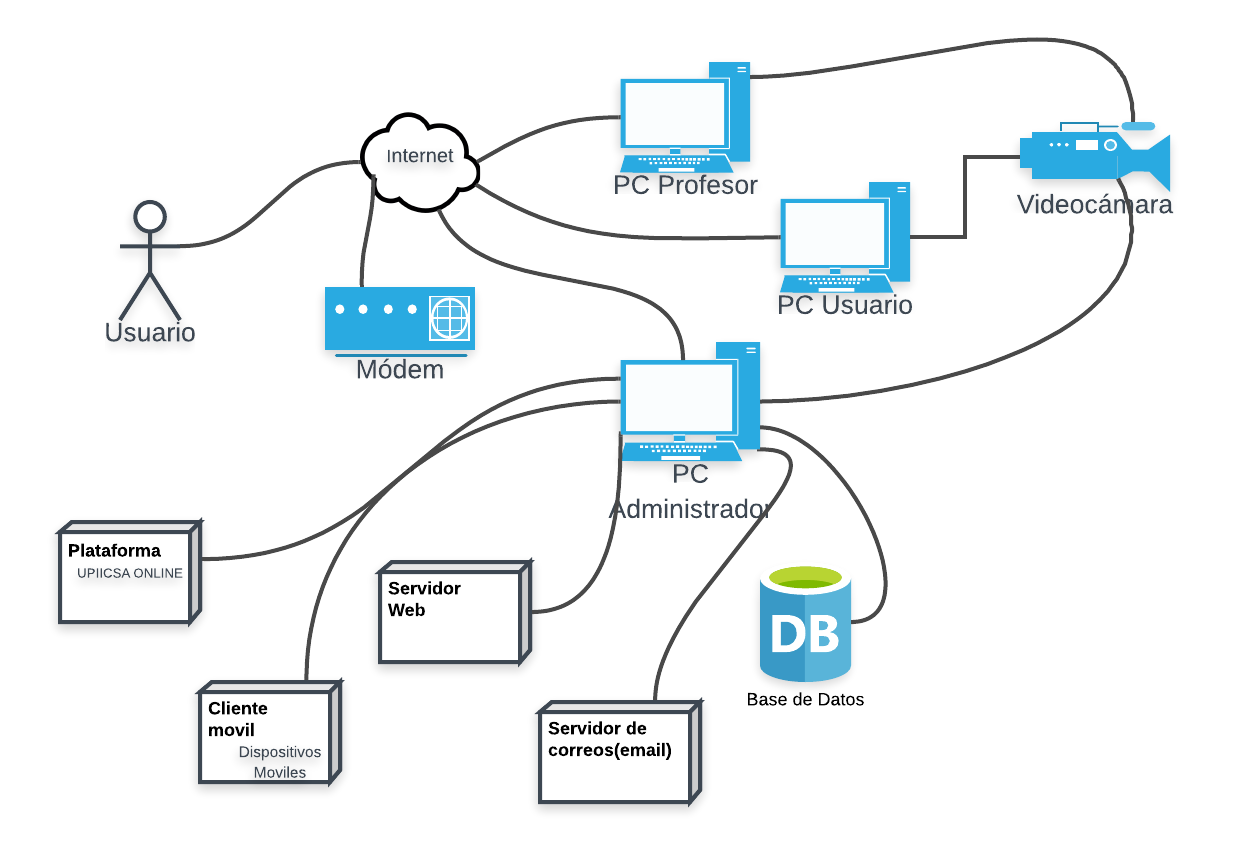 Internet
PC Profesor
Videocámara
PC Usuario
Usuario
Módem
PC
Administrador
Plataforma
UPIICSA ONLINE
Servidor
Web
DB
Base de Datos
Cliente
movil
Dispositivos
Moviles
Servidor de
correos(email)